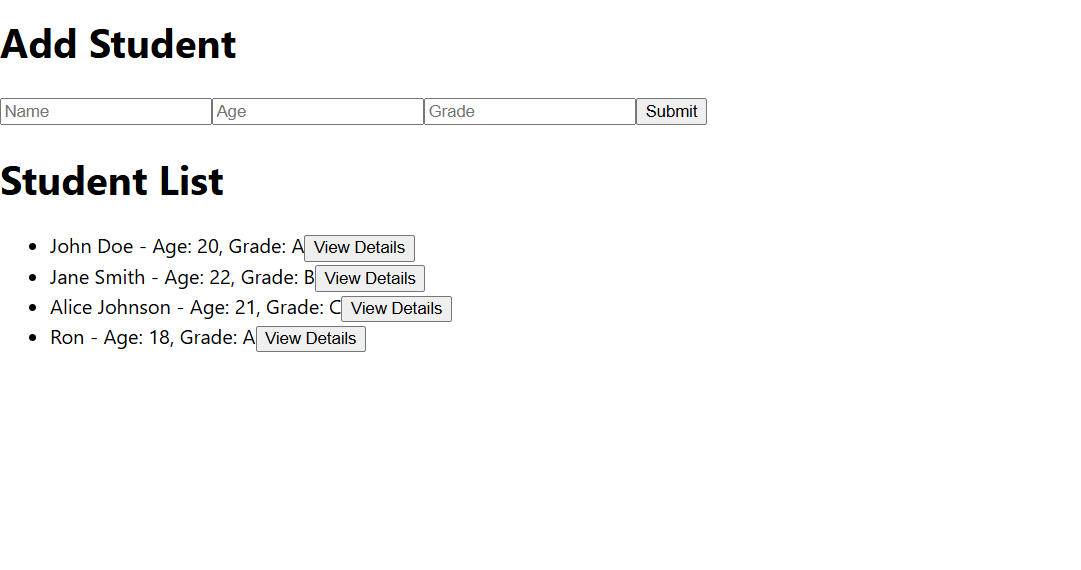 Add Student
Name Age Grade Submit
Student List
John Doe - Age: 20, Grade: A View Details
Jane Smith - Age: 22, Grade: B View Details
Alice Johnson - Age: 21, Grade: C View Details
Ron - Age: 18, Grade: A View Details